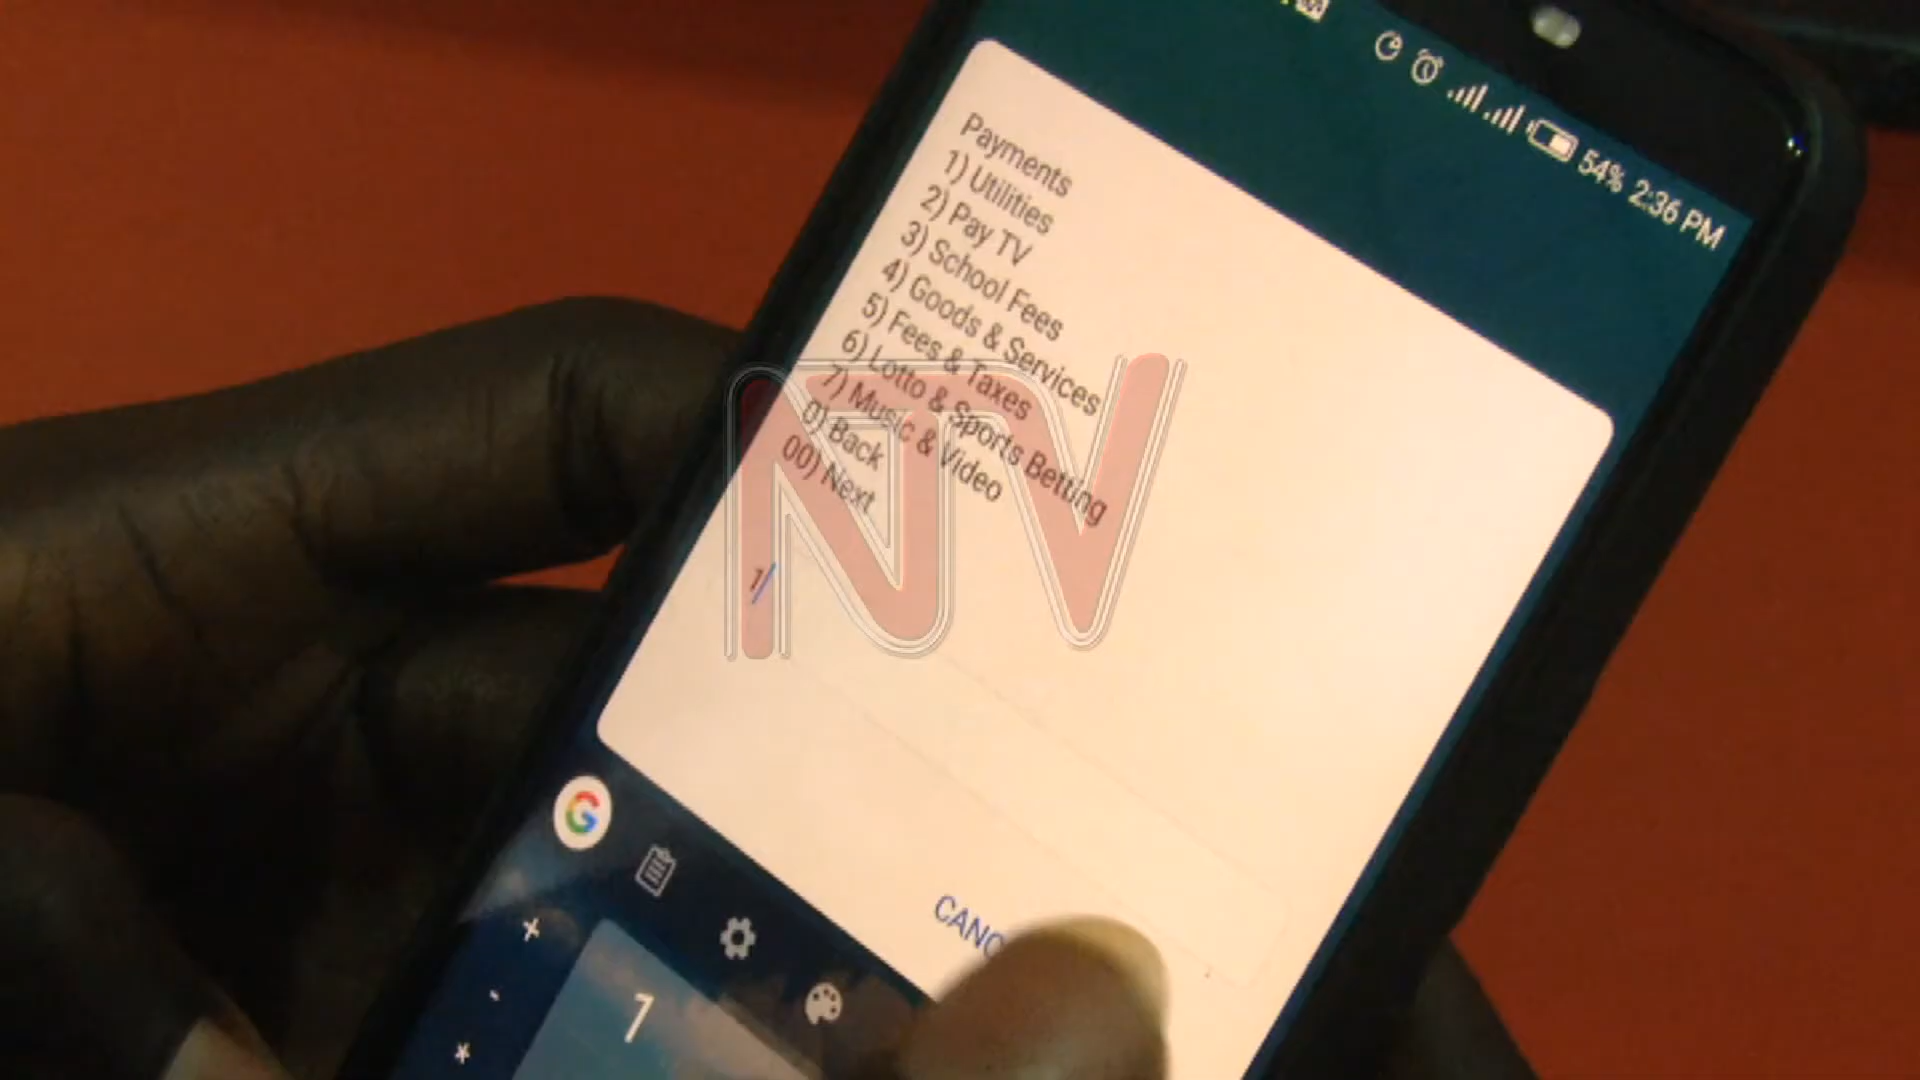 54% 2:36 PM
Payments
1) Utilities
2) Pay TV
3) School Fees
4) Goods & Services
5) Fees & Taxes
6) Lotto & Sports Betting
7) Music & Video
0) Back
00) Next
1
NTV
G
+
-
*
1